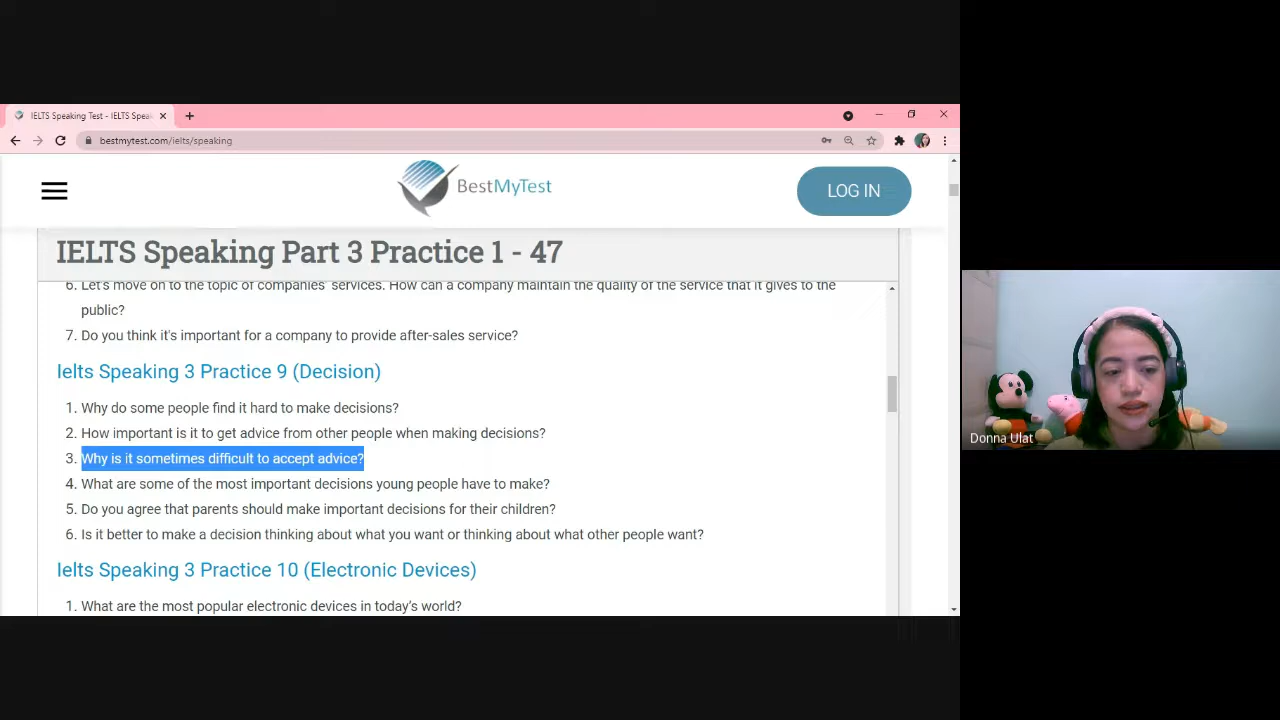 IELTS Speaking Test - IELTS Speak
bestmytest.com/ielts/speaking
BestMyTest
LOG IN
IELTS Speaking Part 3 Practice 1 - 47
6. Let's move on to the topic of companies' services. How can a company maintain the quality of the service that it gives to the
public?
7. Do you think it's important for a company to provide after-sales service?
Ielts Speaking 3 Practice 9 (Decision)
1. Why do some people find it hard to make decisions?
2. How important is it to get advice from other people when making decisions?
3. Why is it sometimes difficult to accept advice?
4. What are some of the most important decisions young people have to make?
5. Do you agree that parents should make important decisions for their children?
6. Is it better to make a decision thinking about what you want or thinking about what other people want?
Ielts Speaking 3 Practice 10 (Electronic Devices)
1. What are the most popular electronic devices in today's world?
Donna Ulat